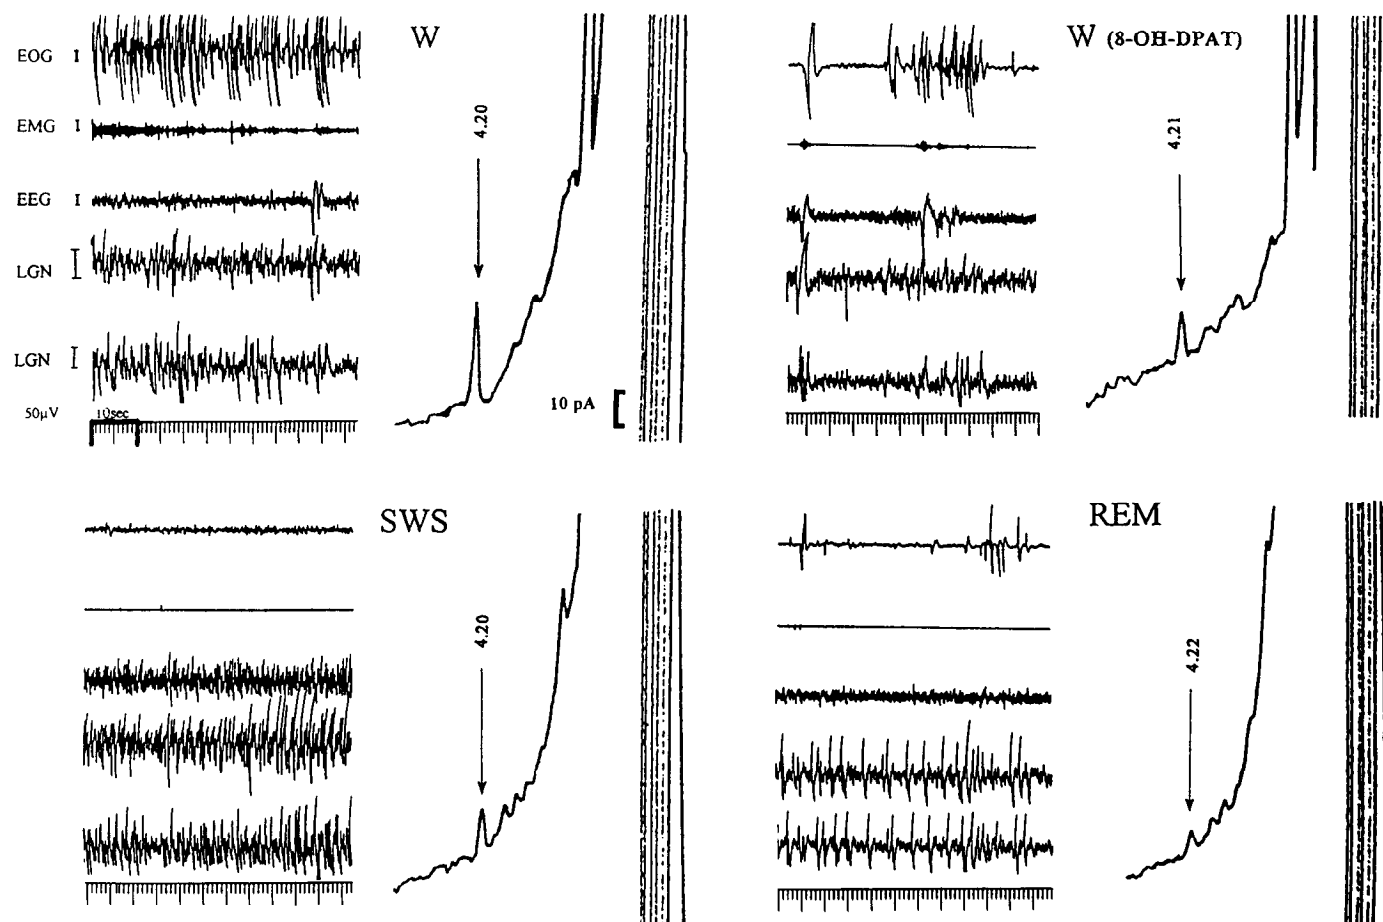 W
W (8-OH-DPAT)
EOG I
EMG I
EEG I
LGN
LGN
50µV
10sec
4.20
10 pA
4.21
SWS
4.20
REM
4.22